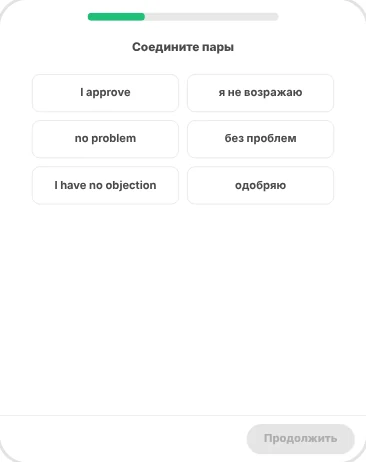 Соедините пары
I approve
я не возражаю
no problem
без проблем
I have no objection
одобряю
Продолжить